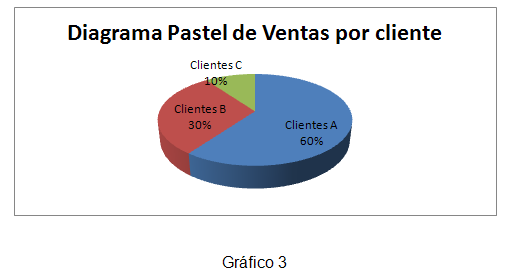 Diagrama Pastel de Ventas por cliente
Clientes C
10%
Clientes B
30%
Clientes A
60%
Gráfico 3